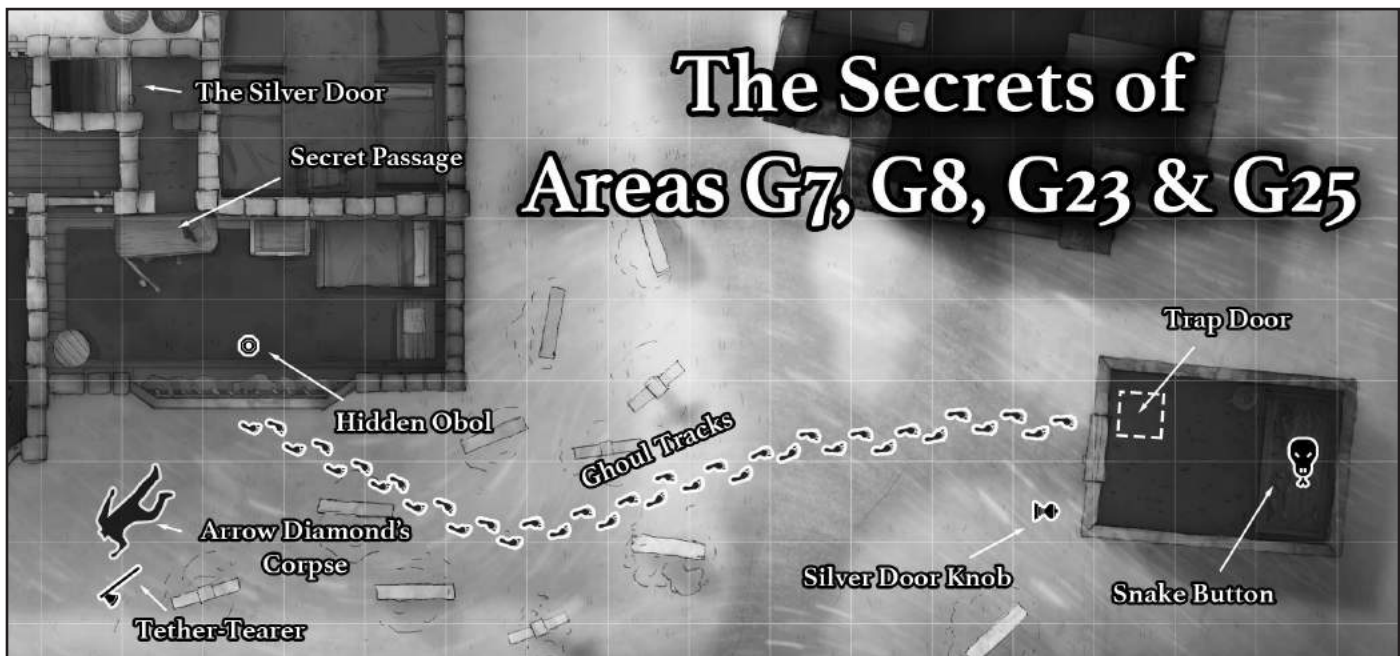 The Secrets of
Areas G7, G8, G23 & G25
The Silver Door
Secret Passage
Hidden Obol
Trap Door
Ghoul Tracks
Arrow Diamond's
Corpse
Tether-Tearer
Silver Door Knob
Snake Button